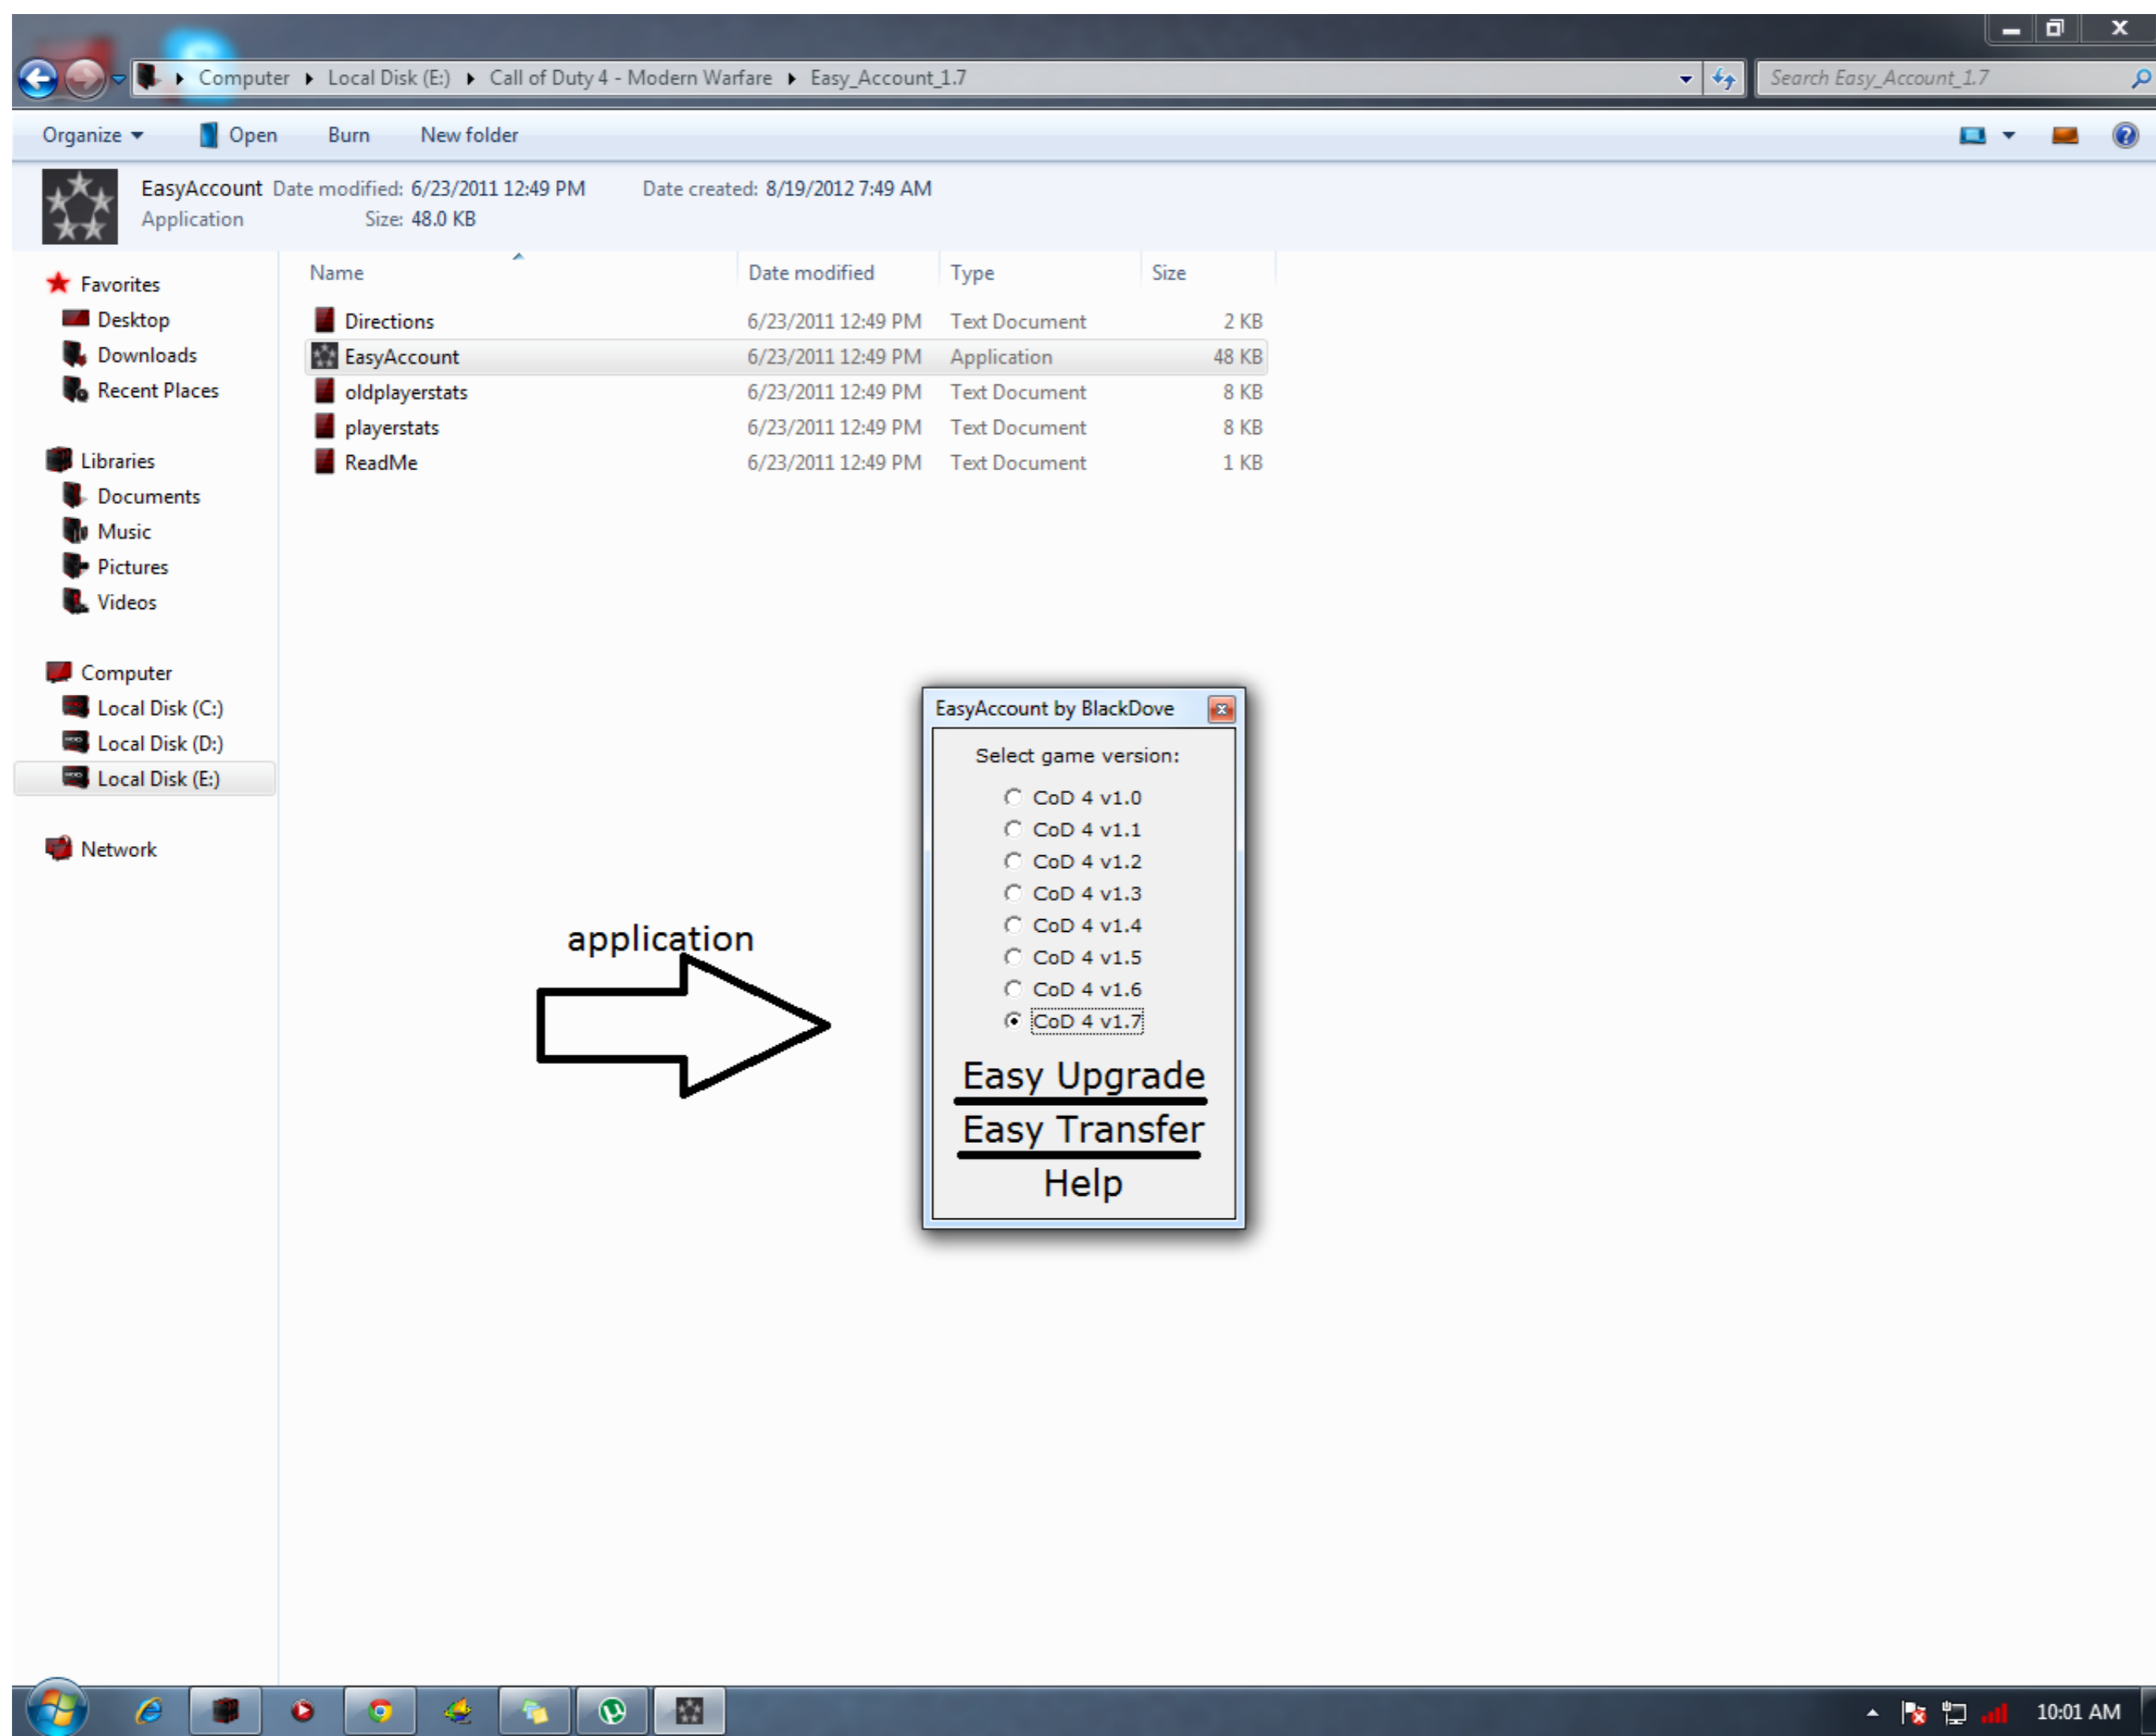 Computer Local Disk (E:) Call of Duty 4 - Modern Warfare Easy_Account_1.7 Search Easy_Account_1.7
Organize Open Burn New folder
EasyAccount Date modified: 6/23/2011 12:49 PM Date created: 8/19/2012 7:49 AM
Application Size: 48.0 KB
Favorites
Desktop
Downloads
Recent Places
Libraries
Documents
Music
Pictures
Videos
Computer
Local Disk (C:)
Local Disk (D:)
Local Disk (E:)
Network
Name Date modified Type Size
Directions 6/23/2011 12:49 PM Text Document 2 KB
EasyAccount 6/23/2011 12:49 PM Application 48 KB
oldplayerstats 6/23/2011 12:49 PM Text Document 8 KB
playerstats 6/23/2011 12:49 PM Text Document 8 KB
ReadMe 6/23/2011 12:49 PM Text Document 1 KB
application
EasyAccount by BlackDove
Select game version:
CoD 4 v1.0
CoD 4 v1.1
CoD 4 v1.2
CoD 4 v1.3
CoD 4 v1.4
CoD 4 v1.5
CoD 4 v1.6
CoD 4 v1.7
Easy Upgrade
Easy Transfer
Help
10:01 AM